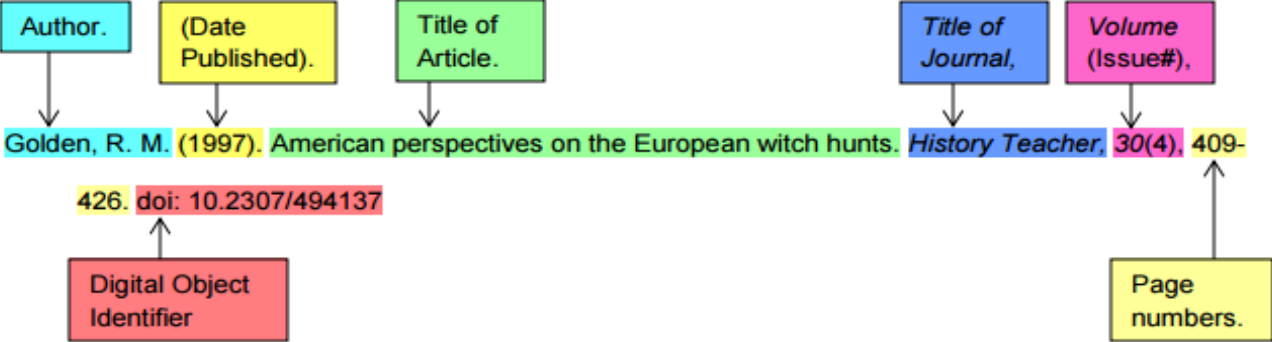 Author.
(Date
Published).
Title of
Article.
Title of
Journal,
Volume
(Issue#),
Golden, R. M. (1997). American perspectives on the European witch hunts. History Teacher, 30(4), 409-
426. doi: 10.2307/494137
Digital Object
Identifier
Page
numbers.